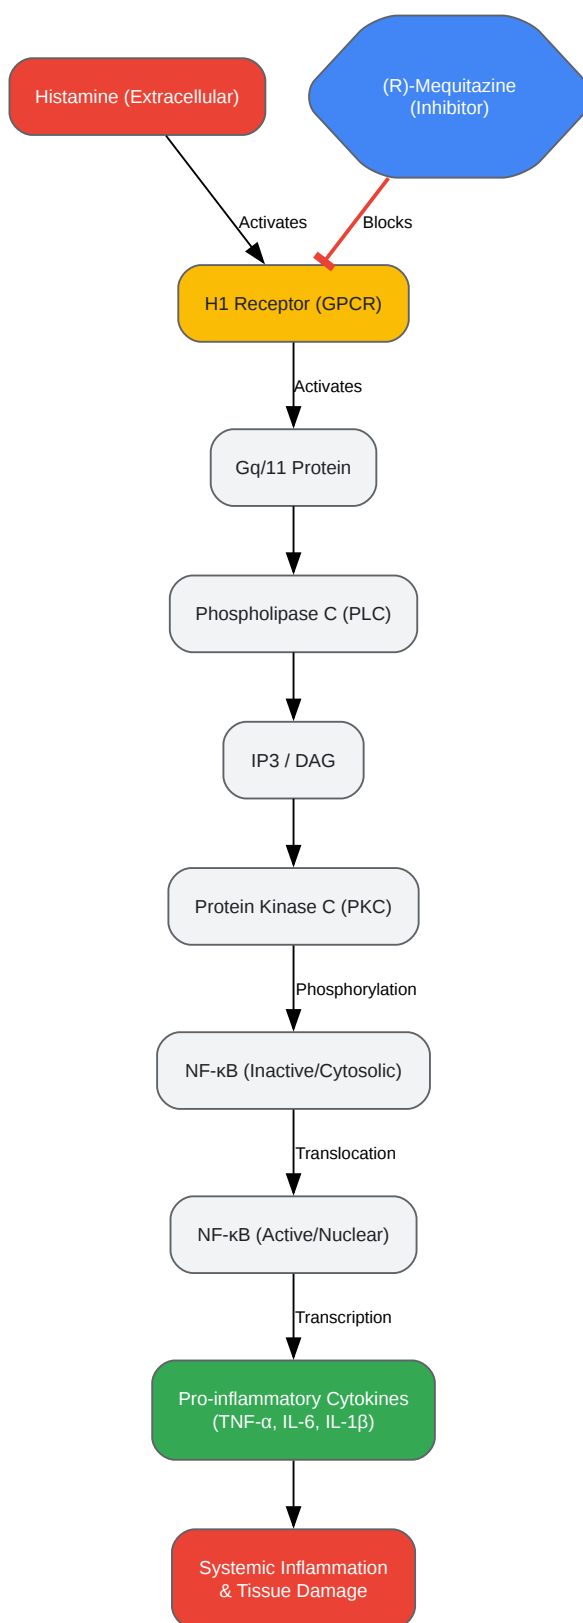 Histamine (Extracellular)
(R)-Mequitazine
(Inhibitor)
Activates
Blocks
H1 Receptor (GPCR)
Activates
Gq/11 Protein
Phospholipase C (PLC)
IP3 / DAG
Protein Kinase C (PKC)
Phosphorylation
NF-κB (Inactive/Cytosolic)
Translocation
NF-κB (Active/Nuclear)
Transcription
Pro-inflammatory Cytokines
(TNF-α, IL-6, IL-1β)
Systemic Inflammation
& Tissue Damage